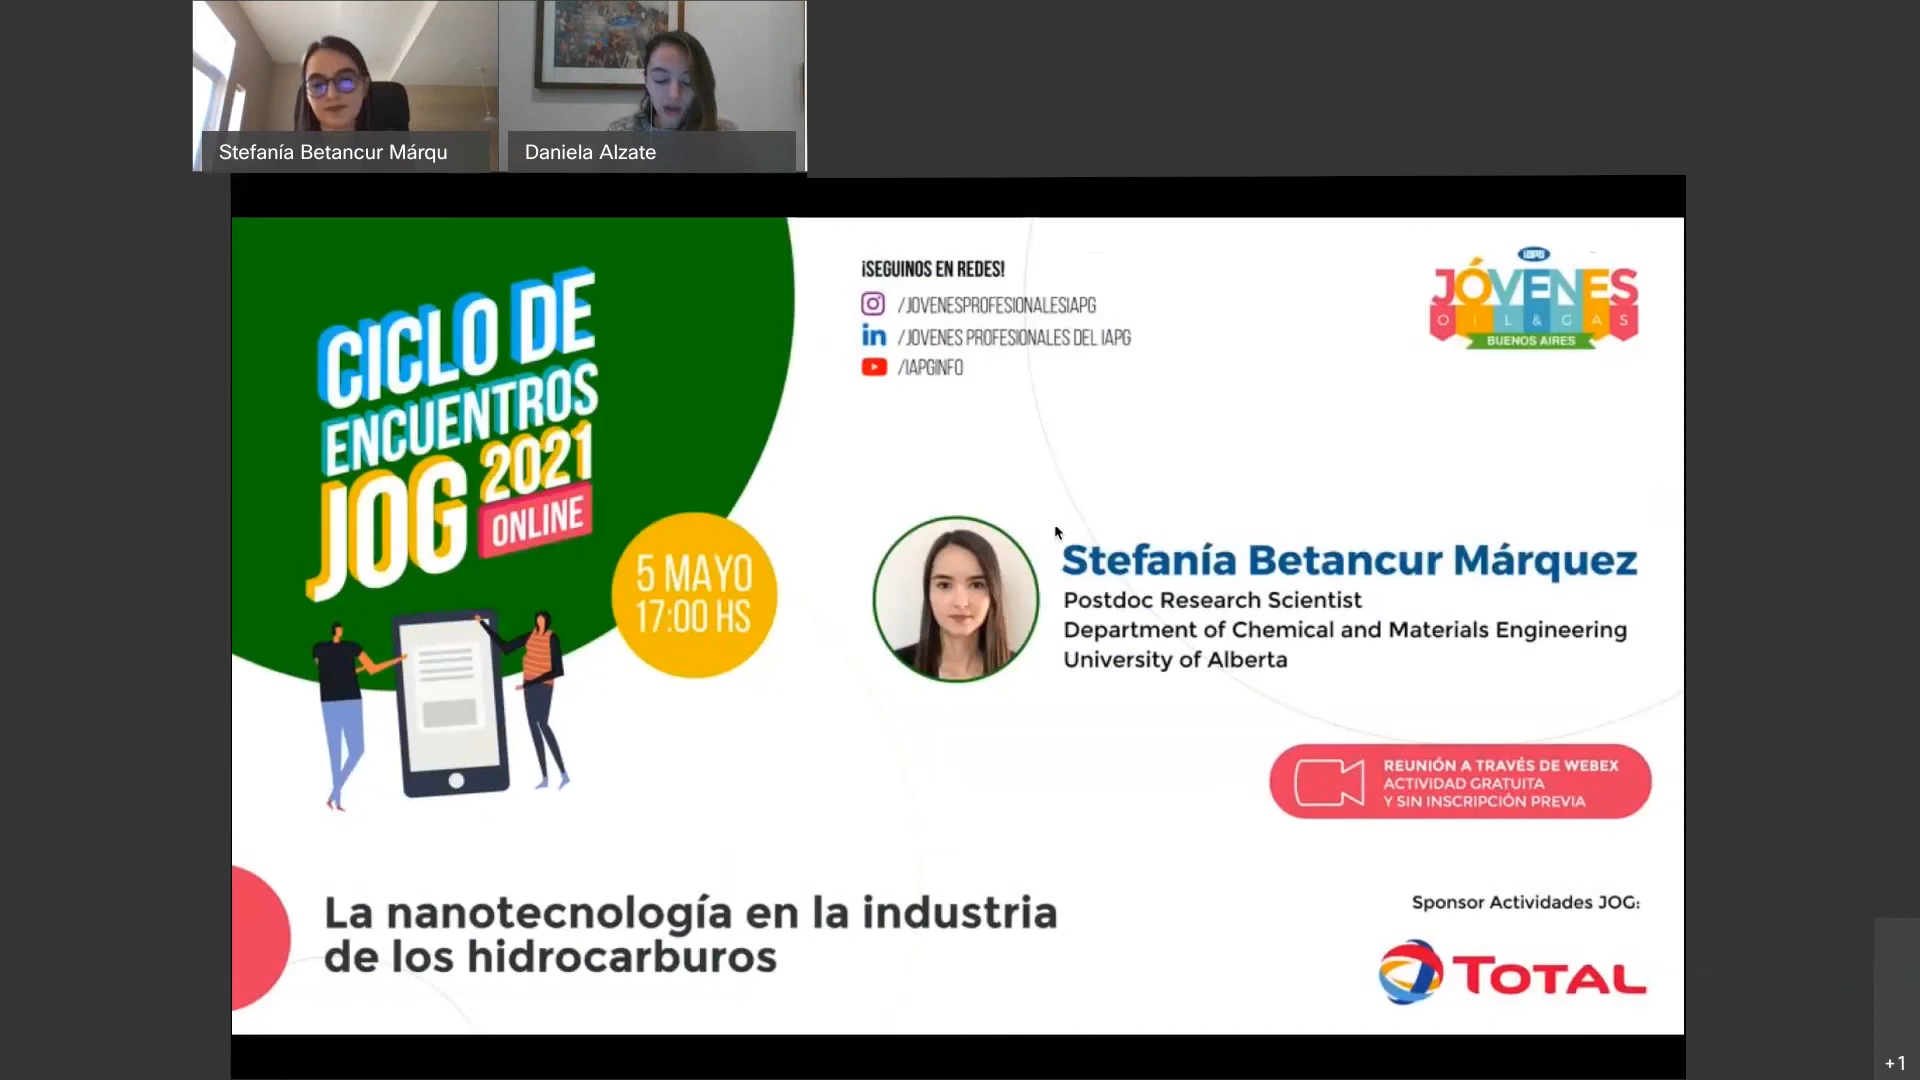 Stefanía Betancur Márqu
Daniela Alzate
CICLO DE
ENCUENTROS
JOG 2021
ONLINE
5 MAYO
17:00 HS
¡SEGUINOS EN REDES!
/JOVENESPROFESIONALESIAPG
/JOVENES PROFESIONALES DEL IAPG
/IAPGINFO
IAPG
JÓVENES
OIL & GAS
BUENOS AIRES
Stefanía Betancur Márquez
Postdoc Research Scientist
Department of Chemical and Materials Engineering
University of Alberta
REUNIÓN A TRAVÉS DE WEBEX
ACTIVIDAD GRATUITA
Y SIN INSCRIPCIÓN PREVIA
La nanotecnología en la industria
de los hidrocarburos
Sponsor Actividades JOG:
TOTAL
+1